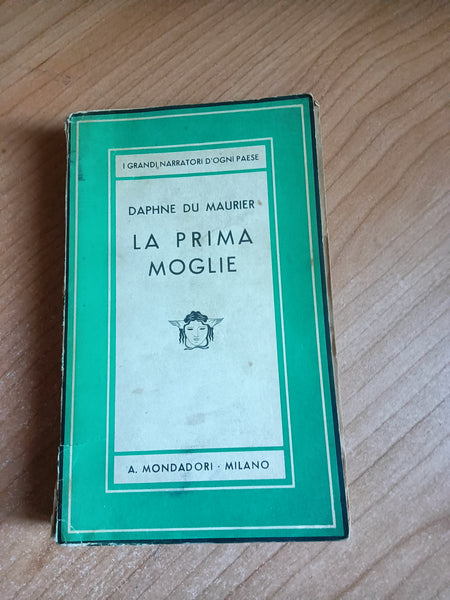 I GRANDI NARRATORI D'OGNI PAESE
DAPHNE DU MAURIER
LA PRIMA
MOGLIE
A. MONDADORI · MILANO